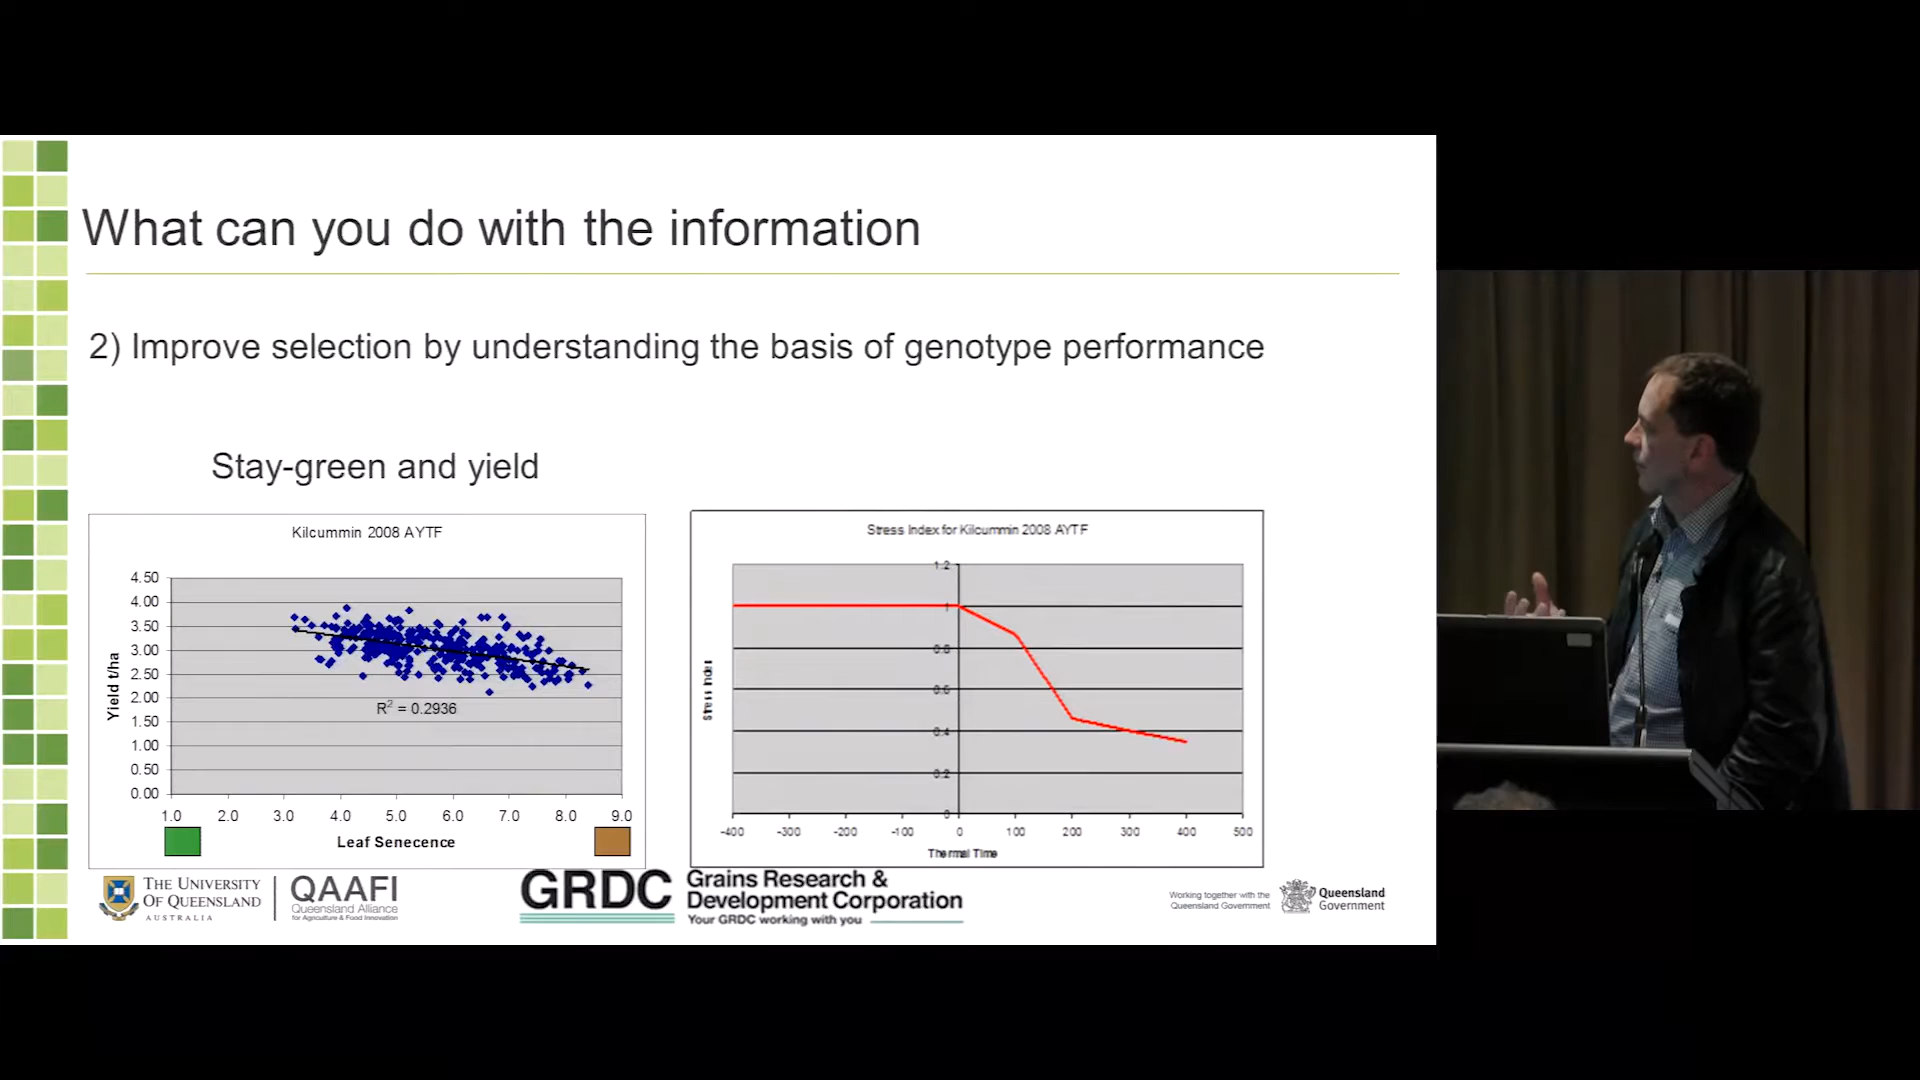 What can you do with the information
2) Improve selection by understanding the basis of genotype performance
Stay-green and yield
Kilcummin 2008 AYTF
4.50
4.00
3.50
3.00
2.50
2.00
1.50
1.00
0.50
0.00
Yield t/ha
R² = 0.2936
1.0 2.0 3.0 4.0 5.0 6.0 7.0 8.0 9.0
Leaf Senecence
Stress Index for Kilcummin 2008 AYTF
1.2
1
0.8
0.6
0.4
0.2
0
Stress Index
-400 -300 -200 -100 0 100 200 300 400 500
Thermal Time
THE UNIVERSITY
OF QUEENSLAND
AUSTRALIA
QAAFI
Queensland Alliance
for Agriculture & Food Innovation
GRDC
Grains Research &
Development Corporation
Your GRDC working with you
Working together with the
Queensland Government
Queensland
Government